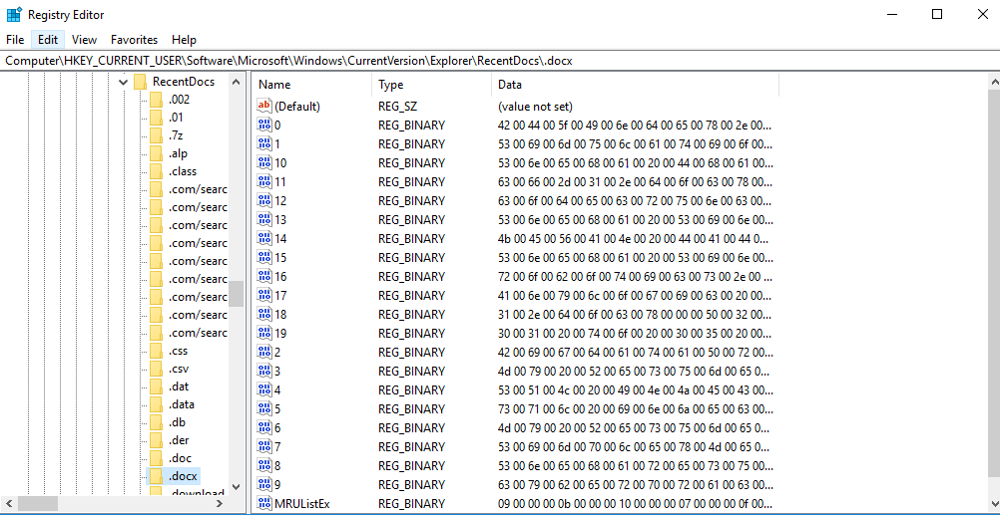 Registry Editor
File Edit View Favorites Help
Computer\HKEY_CURRENT_USER\Software\Microsoft\Windows\CurrentVersion\Explorer\RecentDocs\.docx
RecentDocs
.002
.01
.7z
.alp
.class
.com/searc
.com/searc
.com/searc
.com/searc
.com/searc
.com/searc
.com/searc
.com/searc
.com/searc
.css
.csv
.dat
.data
.db
.der
.doc
.docx
.download
Name Type Data
(Default) REG_SZ (value not set)
0 REG_BINARY 42 00 44 00 5f 00 49 00 6e 00 64 00 65 00 78 00 2e 00...
1 REG_BINARY 53 00 69 00 6d 00 75 00 6c 00 61 00 74 00 69 00 6f 00...
10 REG_BINARY 53 00 6e 00 65 00 68 00 61 00 20 00 44 00 68 00 61 00...
11 REG_BINARY 63 00 66 00 2d 00 31 00 2e 00 64 00 6f 00 63 00 78 00...
12 REG_BINARY 63 00 6f 00 64 00 65 00 63 00 72 00 75 00 6e 00 63 00...
13 REG_BINARY 53 00 6e 00 65 00 68 00 61 00 20 00 53 00 69 00 6e 00...
14 REG_BINARY 4b 00 45 00 56 00 41 00 4e 00 20 00 44 00 41 00 44 0...
15 REG_BINARY 53 00 6e 00 65 00 68 00 61 00 20 00 53 00 69 00 6e 00...
16 REG_BINARY 72 00 6f 00 62 00 6f 00 74 00 69 00 63 00 73 00 2e 00 ...
17 REG_BINARY 41 00 6e 00 79 00 6c 00 6f 00 67 00 69 00 63 00 20 00...
18 REG_BINARY 31 00 2e 00 64 00 6f 00 63 00 78 00 00 00 50 00 32 00...
19 REG_BINARY 30 00 31 00 20 00 74 00 6f 00 20 00 30 00 35 00 20 00...
2 REG_BINARY 42 00 69 00 67 00 64 00 61 00 74 00 61 00 50 00 72 00...
3 REG_BINARY 4d 00 79 00 20 00 52 00 65 00 73 00 75 00 6d 00 65 0...
4 REG_BINARY 53 00 51 00 4c 00 20 00 49 00 4e 00 4a 00 45 00 43 00...
5 REG_BINARY 73 00 71 00 6c 00 20 00 69 00 6e 00 6a 00 65 00 63 00...
6 REG_BINARY 4d 00 79 00 20 00 52 00 65 00 73 00 75 00 6d 00 65 0...
7 REG_BINARY 53 00 69 00 6d 00 70 00 6c 00 65 00 78 00 4d 00 65 0...
8 REG_BINARY 53 00 6e 00 65 00 68 00 61 00 72 00 65 00 73 00 75 00...
9 REG_BINARY 63 00 79 00 62 00 65 00 72 00 70 00 72 00 61 00 63 00...
MRUListEx REG_BINARY 09 00 00 00 0b 00 00 00 10 00 00 00 07 00 00 00 0f 00...